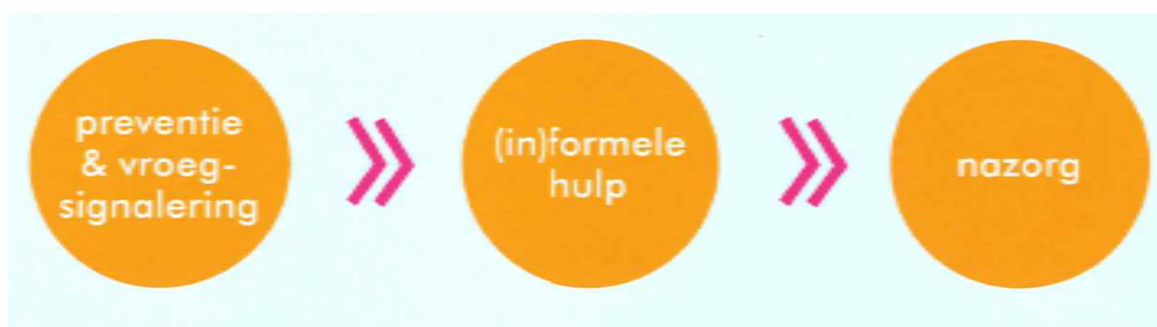 preventie
& vroeg-
signalering
(in)formele
hulp
nazorg